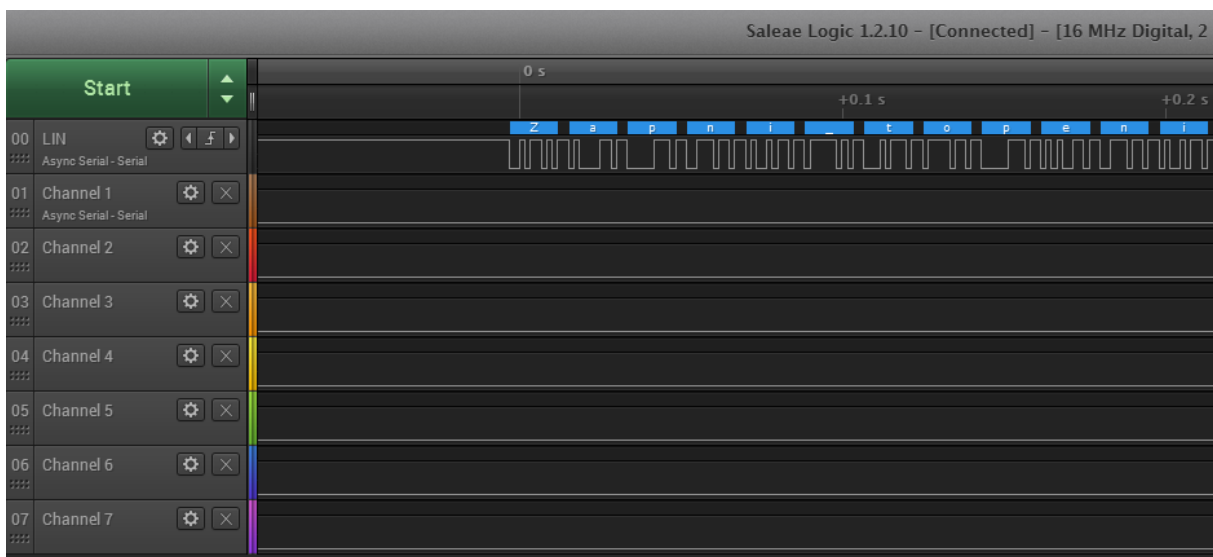 Saleae Logic 1.2.10 - [Connected] - [16 MHz Digital, 2
Start
0 s
+0.1 s
+0.2 s
00 LIN
Async Serial - Serial
Z a p n i _ t o p e n i
01 Channel 1
Async Serial - Serial
02 Channel 2
03 Channel 3
04 Channel 4
05 Channel 5
06 Channel 6
07 Channel 7